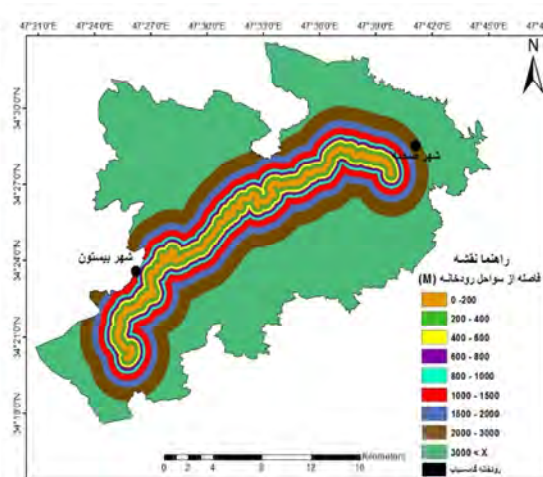 47°21'0"E 47°24'0"E 47°27'0"E 47°30'0"E 47°33'0"E 47°36'0"E 47°39'0"E 47°42'0"E 47°45'0"E
N
34°30'0"N
34°27'0"N
34°24'0"N
34°21'0"N
34°18'0"N
شهر صحنه
شهر بیستون
راهنما نقشه
فاصله از سواحل رودخانه (M)
0 -200
200 - 400
400 - 600
600 - 800
800 - 1000
1000 - 1500
1500 - 2000
2000 - 3000
3000 < X
رودخانه گاماسیاب
Kilometers
0 2 4 8 12 16